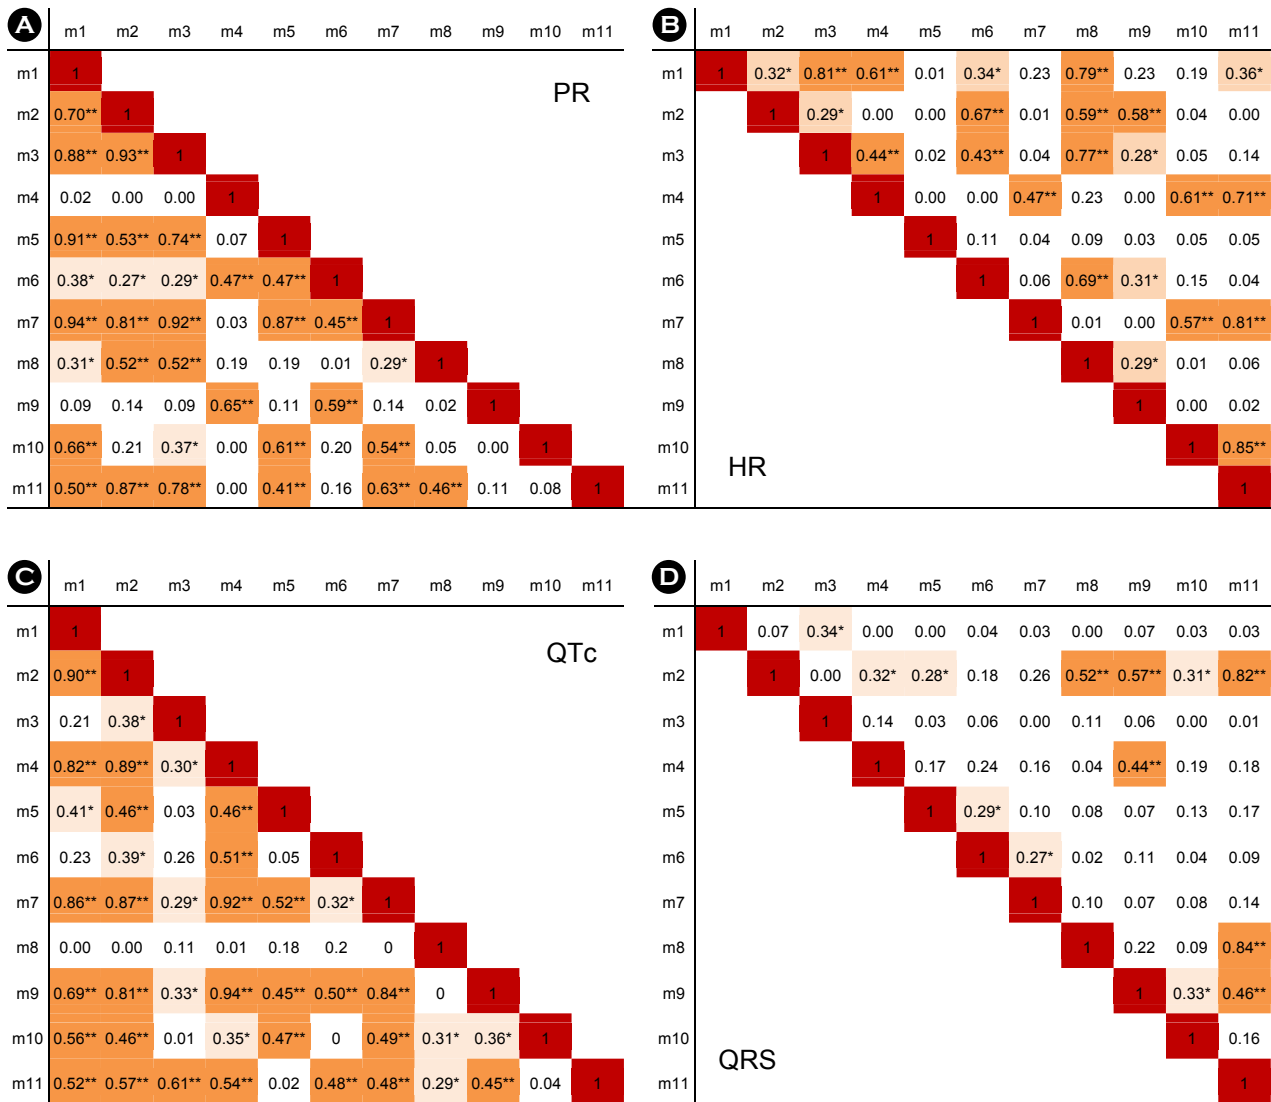 A m1 m2 m3 m4 m5 m6 m7 m8 m9 m10 m11
m1 1
PR
m2 0.70** 1
m3 0.88** 0.93** 1
m4 0.02 0.00 0.00 1
m5 0.91** 0.53** 0.74** 0.07 1
m6 0.38* 0.27* 0.29* 0.47** 0.47** 1
m7 0.94** 0.81** 0.92** 0.03 0.87** 0.45** 1
m8 0.31* 0.52** 0.52** 0.19 0.19 0.01 0.29* 1
m9 0.09 0.14 0.09 0.65** 0.11 0.59** 0.14 0.02 1
m10 0.66** 0.21 0.37* 0.00 0.61** 0.20 0.54** 0.05 0.00 1
m11 0.50** 0.87** 0.78** 0.00 0.41** 0.16 0.63** 0.46** 0.11 0.08 1
B m1 m2 m3 m4 m5 m6 m7 m8 m9 m10 m11
m1 1 0.32* 0.81** 0.61** 0.01 0.34* 0.23 0.79** 0.23 0.19 0.36*
m2 1 0.29* 0.00 0.00 0.67** 0.01 0.59** 0.58** 0.04 0.00
m3 1 0.44** 0.02 0.43** 0.04 0.77** 0.28* 0.05 0.14
m4 1 0.00 0.00 0.47** 0.23 0.00 0.61** 0.71**
m5 1 0.11 0.04 0.09 0.03 0.05 0.05
m6 1 0.06 0.69** 0.31* 0.15 0.04
m7 1 0.01 0.00 0.57** 0.81**
m8 1 0.29* 0.01 0.06
m9 1 0.00 0.02
m10 1 0.85**
HR
m11 1
C m1 m2 m3 m4 m5 m6 m7 m8 m9 m10 m11
m1 1
QTc
m2 0.90** 1
m3 0.21 0.38* 1
m4 0.82** 0.89** 0.30* 1
m5 0.41* 0.46** 0.03 0.46** 1
m6 0.23 0.39* 0.26 0.51** 0.05 1
m7 0.86** 0.87** 0.29* 0.92** 0.52** 0.32* 1
m8 0.00 0.00 0.11 0.01 0.18 0.2 0 1
m9 0.69** 0.81** 0.33* 0.94** 0.45** 0.50** 0.84** 0 1
m10 0.56** 0.46** 0.01 0.35* 0.47** 0 0.49** 0.31* 0.36* 1
m11 0.52** 0.57** 0.61** 0.54** 0.02 0.48** 0.48** 0.29* 0.45** 0.04 1
D m1 m2 m3 m4 m5 m6 m7 m8 m9 m10 m11
m1 1 0.07 0.34* 0.00 0.00 0.04 0.03 0.00 0.07 0.03 0.03
m2 1 0.00 0.32* 0.28* 0.18 0.26 0.52** 0.57** 0.31* 0.82**
m3 1 0.14 0.03 0.06 0.00 0.11 0.06 0.00 0.01
m4 1 0.17 0.24 0.16 0.04 0.44** 0.19 0.18
m5 1 0.29* 0.10 0.08 0.07 0.13 0.17
m6 1 0.27* 0.02 0.11 0.04 0.09
m7 1 0.10 0.07 0.08 0.14
m8 1 0.22 0.09 0.84**
m9 1 0.33* 0.46**
m10 1 0.16
QRS
m11 1